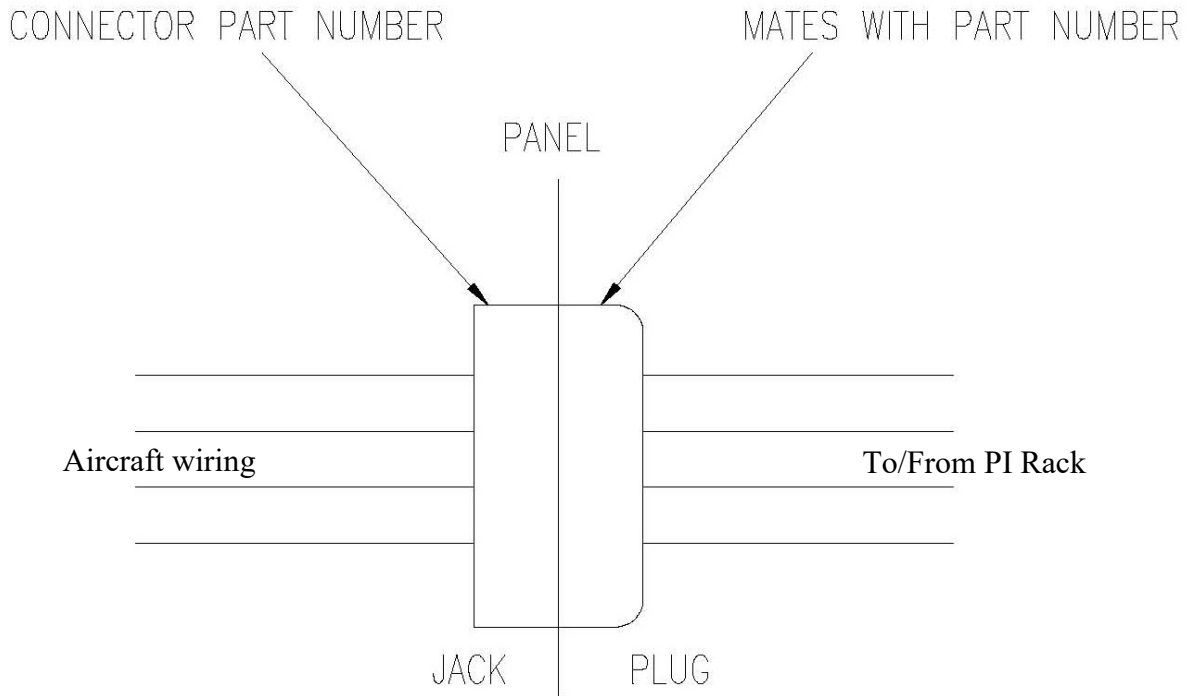 CONNECTOR PART NUMBER
MATES WITH PART NUMBER
PANEL
Aircraft wiring
To/From PI Rack
JACK
PLUG